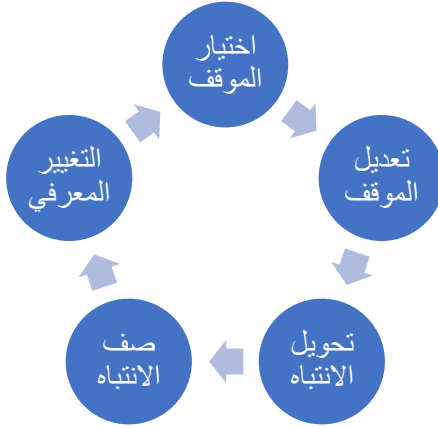 اختيار
الموقف
تعديل
الموقف
تحويل
الانتباه
صف
الانتباه
التغيير
المعرفي